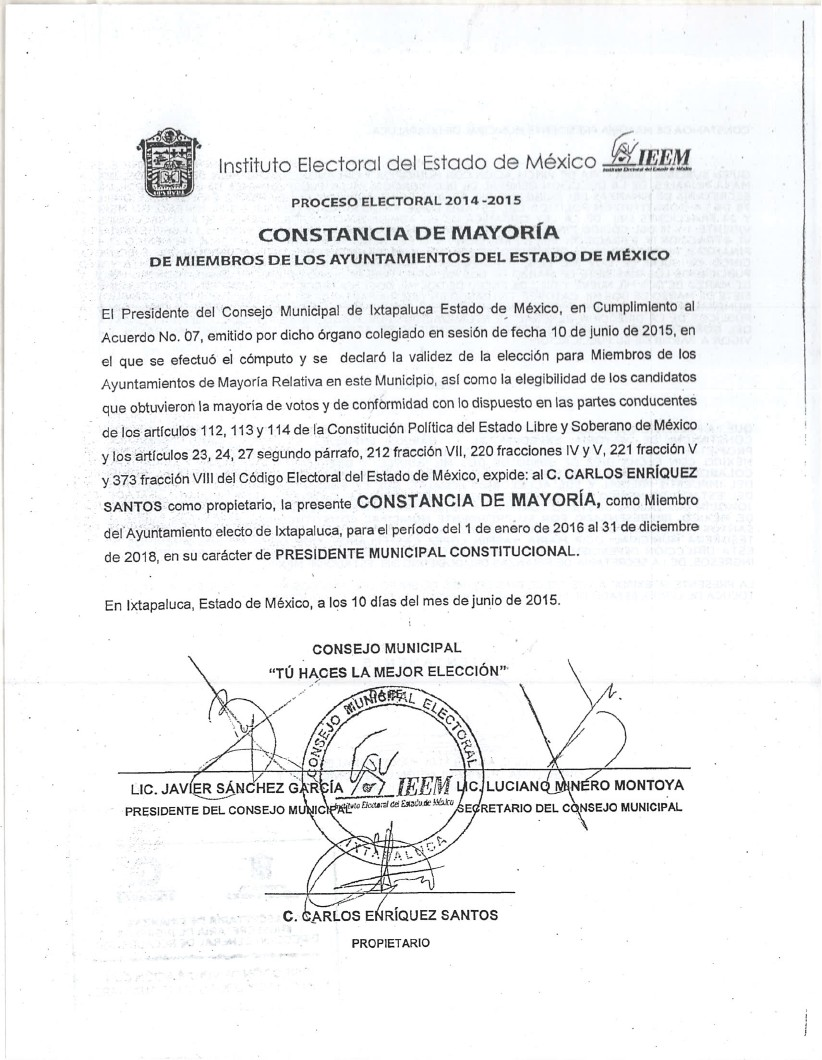 Instituto Electoral del Estado de México
IEEM
Instituto Electoral del Estado de México
PROCESO ELECTORAL 2014-2015
CONSTANCIA DE MAYORÍA
DE MIEMBROS DE LOS AYUNTAMIENTOS DEL ESTADO DE MÉXICO
El Presidente del Consejo Municipal de Ixtapaluca Estado de México, en Cumplimiento al
Acuerdo No. 07, emitido por dicho órgano colegiado en sesión de fecha 10 de junio de 2015, en
el que se efectuó el cómputo y se declaró la validez de la elección para Miembros de los
Ayuntamientos de Mayoría Relativa en este Municipio, así como la elegibilidad de los candidatos
que obtuvieron la mayoría de votos y de conformidad con lo dispuesto en las partes conducentes
de los artículos 112, 113 y 114 de la Constitución Política del Estado Libre y Soberano de México
y los artículos 23, 24, 27 segundo párrafo, 212 fracción VII, 220 fracciones IV y V, 221 fracción V
y 373 fracción VIII del Código Electoral del Estado de México, expide: al C. CARLOS ENRÍQUEZ
SANTOS como propietario, la presente CONSTANCIA DE MAYORÍA, como Miembro
del Ayuntamiento electo de Ixtapaluca, para el período del 1 de enero de 2016 al 31 de diciembre
de 2018, en su carácter de PRESIDENTE MUNICIPAL CONSTITUCIONAL.
En Ixtapaluca, Estado de México, a los 10 días del mes de junio de 2015.
CONSEJO MUNICIPAL
“TÚ HACES LA MEJOR ELECCIÓN”
CONSEJO MUNICIPAL ELECTORAL
IEEM
Instituto Electoral del Estado de México
IXTAPALUCA
LIC. JAVIER SÁNCHEZ GARCÍA
PRESIDENTE DEL CONSEJO MUNICIPAL
LIC. LUCIANO MINERO MONTOYA
SECRETARIO DEL CONSEJO MUNICIPAL
C. CARLOS ENRÍQUEZ SANTOS
PROPIETARIO